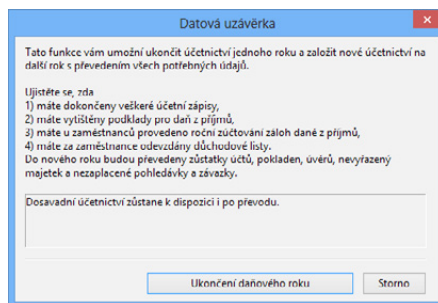 Datová uzávěrka
Tato funkce vám umožní ukončit účetnictví jednoho roku a založit nové účetnictví na
další rok s převedením všech potřebných údajů.
Ujistěte se, zda
1) máte dokončeny veškeré účetní zápisy,
2) máte vytištěny podklady pro daň z příjmů,
3) máte u zaměstnanců provedeno roční zúčtování záloh daně z příjmů,
4) máte za zaměstnance odevzdány důchodové listy.
Do nového roku budou převedeny zůstatky účtů, pokladen, úvěrů, nevyřazený
majetek a nezaplacené pohledávky a závazky.
Dosavadní účetnictví zůstane k dispozici i po převodu.
Ukončení daňového roku
Storno